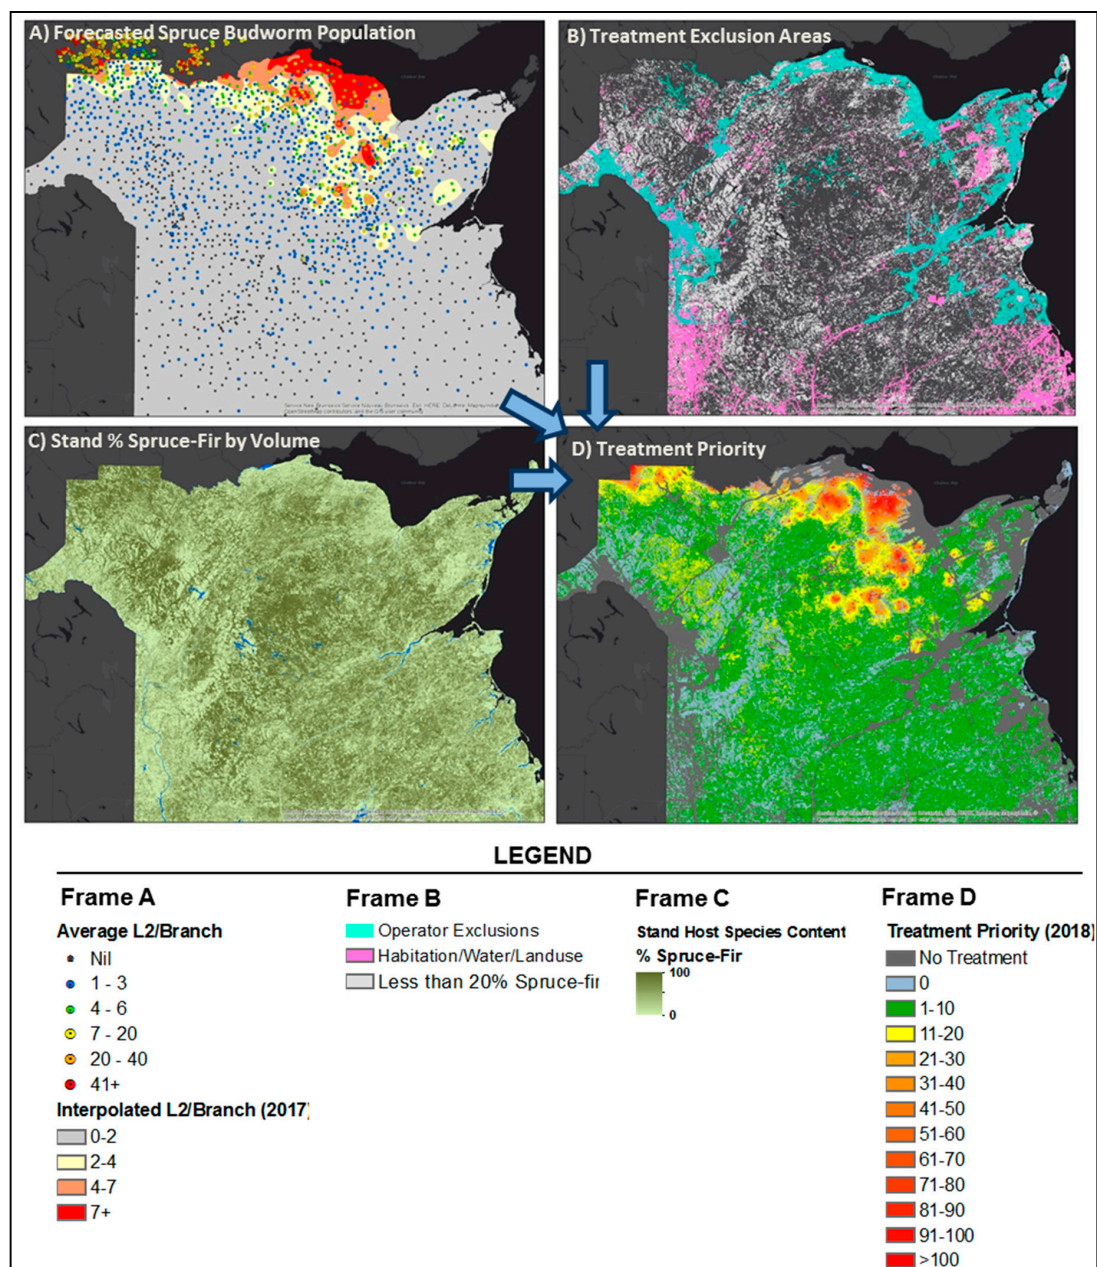 A) Forecasted Spruce Budworm Population
B) Treatment Exclusion Areas
C) Stand % Spruce-Fir by Volume
D) Treatment Priority
LEGEND
Frame A
Average L2/Branch
Nil
1 - 3
4 - 6
7 - 20
20 - 40
41+
Interpolated L2/Branch (2017)
0-2
2-4
4-7
7+
Frame B
Operator Exclusions
Habitation/Water/Landuse
Less than 20% Spruce-fir
Frame C
Stand Host Species Content
% Spruce-Fir
100
0
Frame D
Treatment Priority (2018)
No Treatment
0
1-10
11-20
21-30
31-40
41-50
51-60
61-70
71-80
81-90
91-100
>100